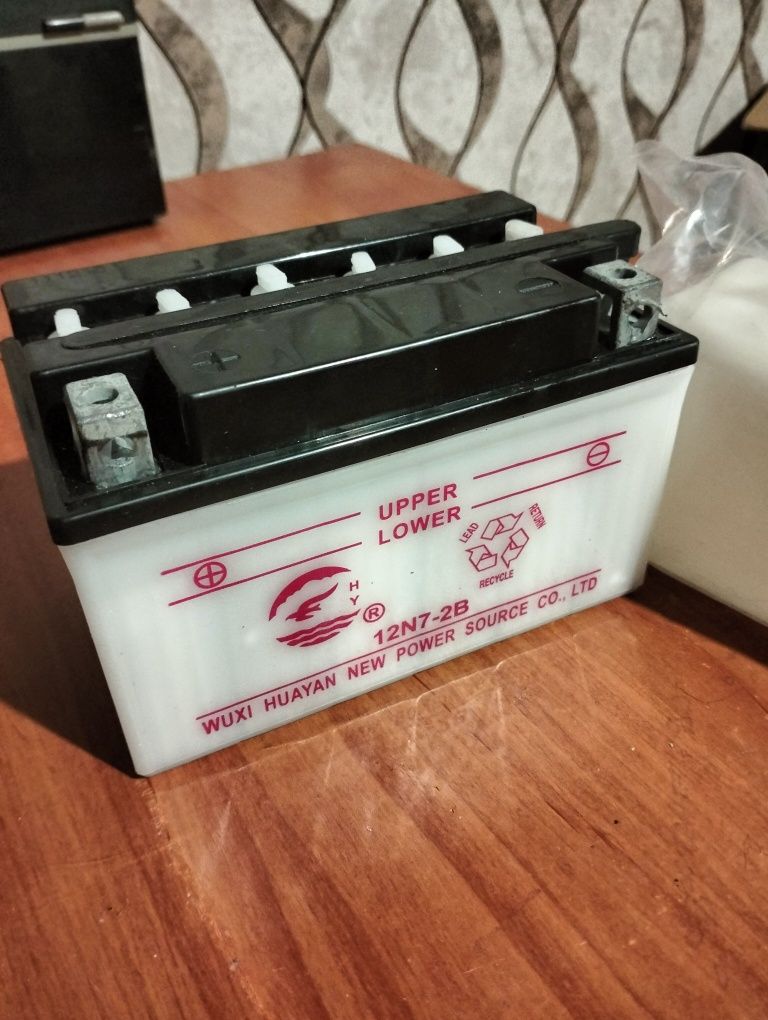 UPPER
LOWER
LEAD
RETURN
RECYCLE
HY®
12N7-2B
WUXI HUAYAN NEW POWER SOURCE CO., LTD